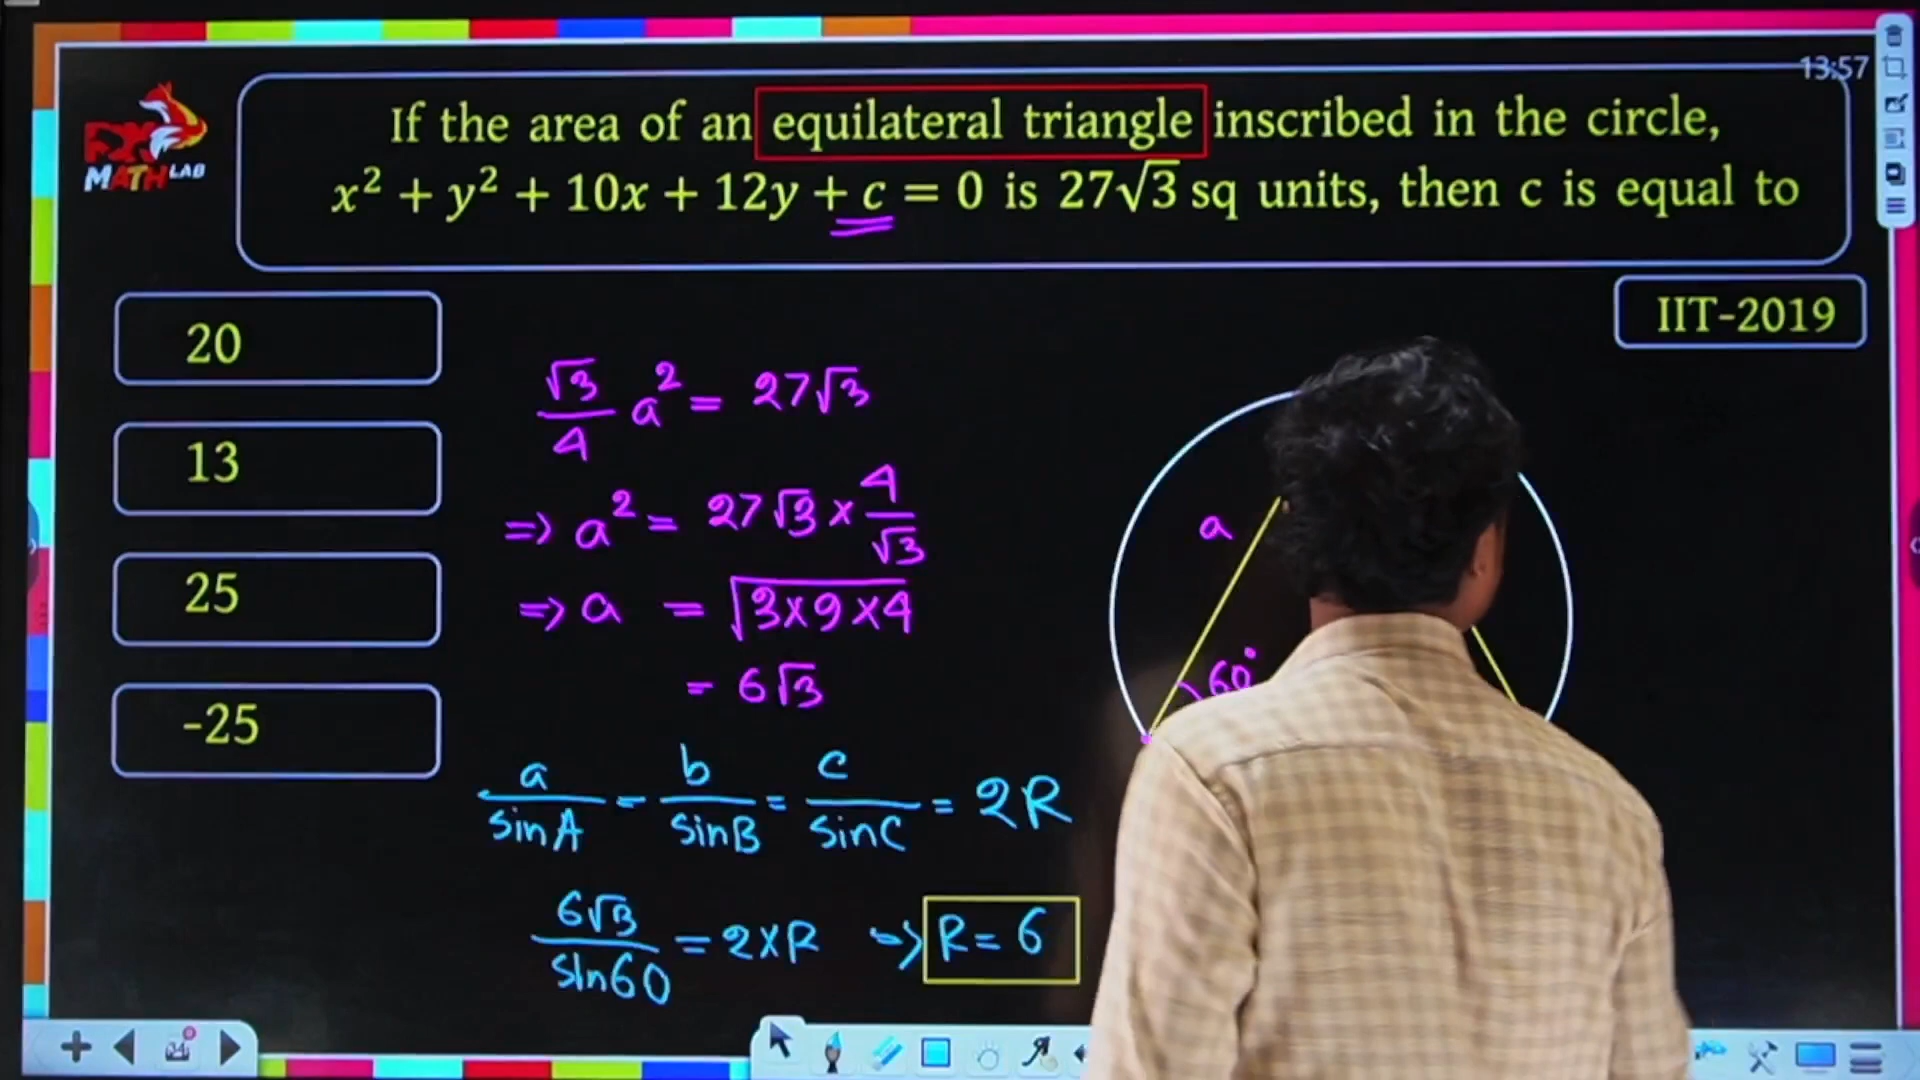 13:57
FOX MATH LAB
If the area of an equilateral triangle inscribed in the circle,
x² + y² + 10x + 12y + c = 0 is 27√3 sq units, then c is equal to
IIT-2019
20
13
25
-25
√3/4 a² = 27√3
=> a² = 27√3 × 4/√3
=> a = √3×9×4
= 6√3
a/sinA = b/sinB = c/sinC = 2R
6√3/sin60 = 2×R => R = 6
a
60°